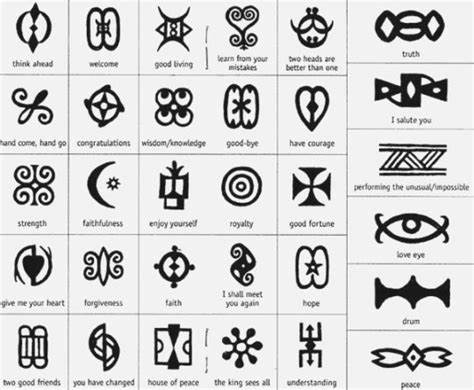 think ahead
welcome
good living
learn from your
mistakes
two heads are
better than one
truth
hand come, hand go
congratulations
wisdom/knowledge
good-bye
have courage
I salute you
strength
faithfulness
enjoy yourself
royalty
good fortune
performing the unusual/impossible
give me your heart
forgiveness
faith
I shall meet
you again
hope
love eye
drum
two good friends
you have changed
house of peace
the king sees all
understanding
peace